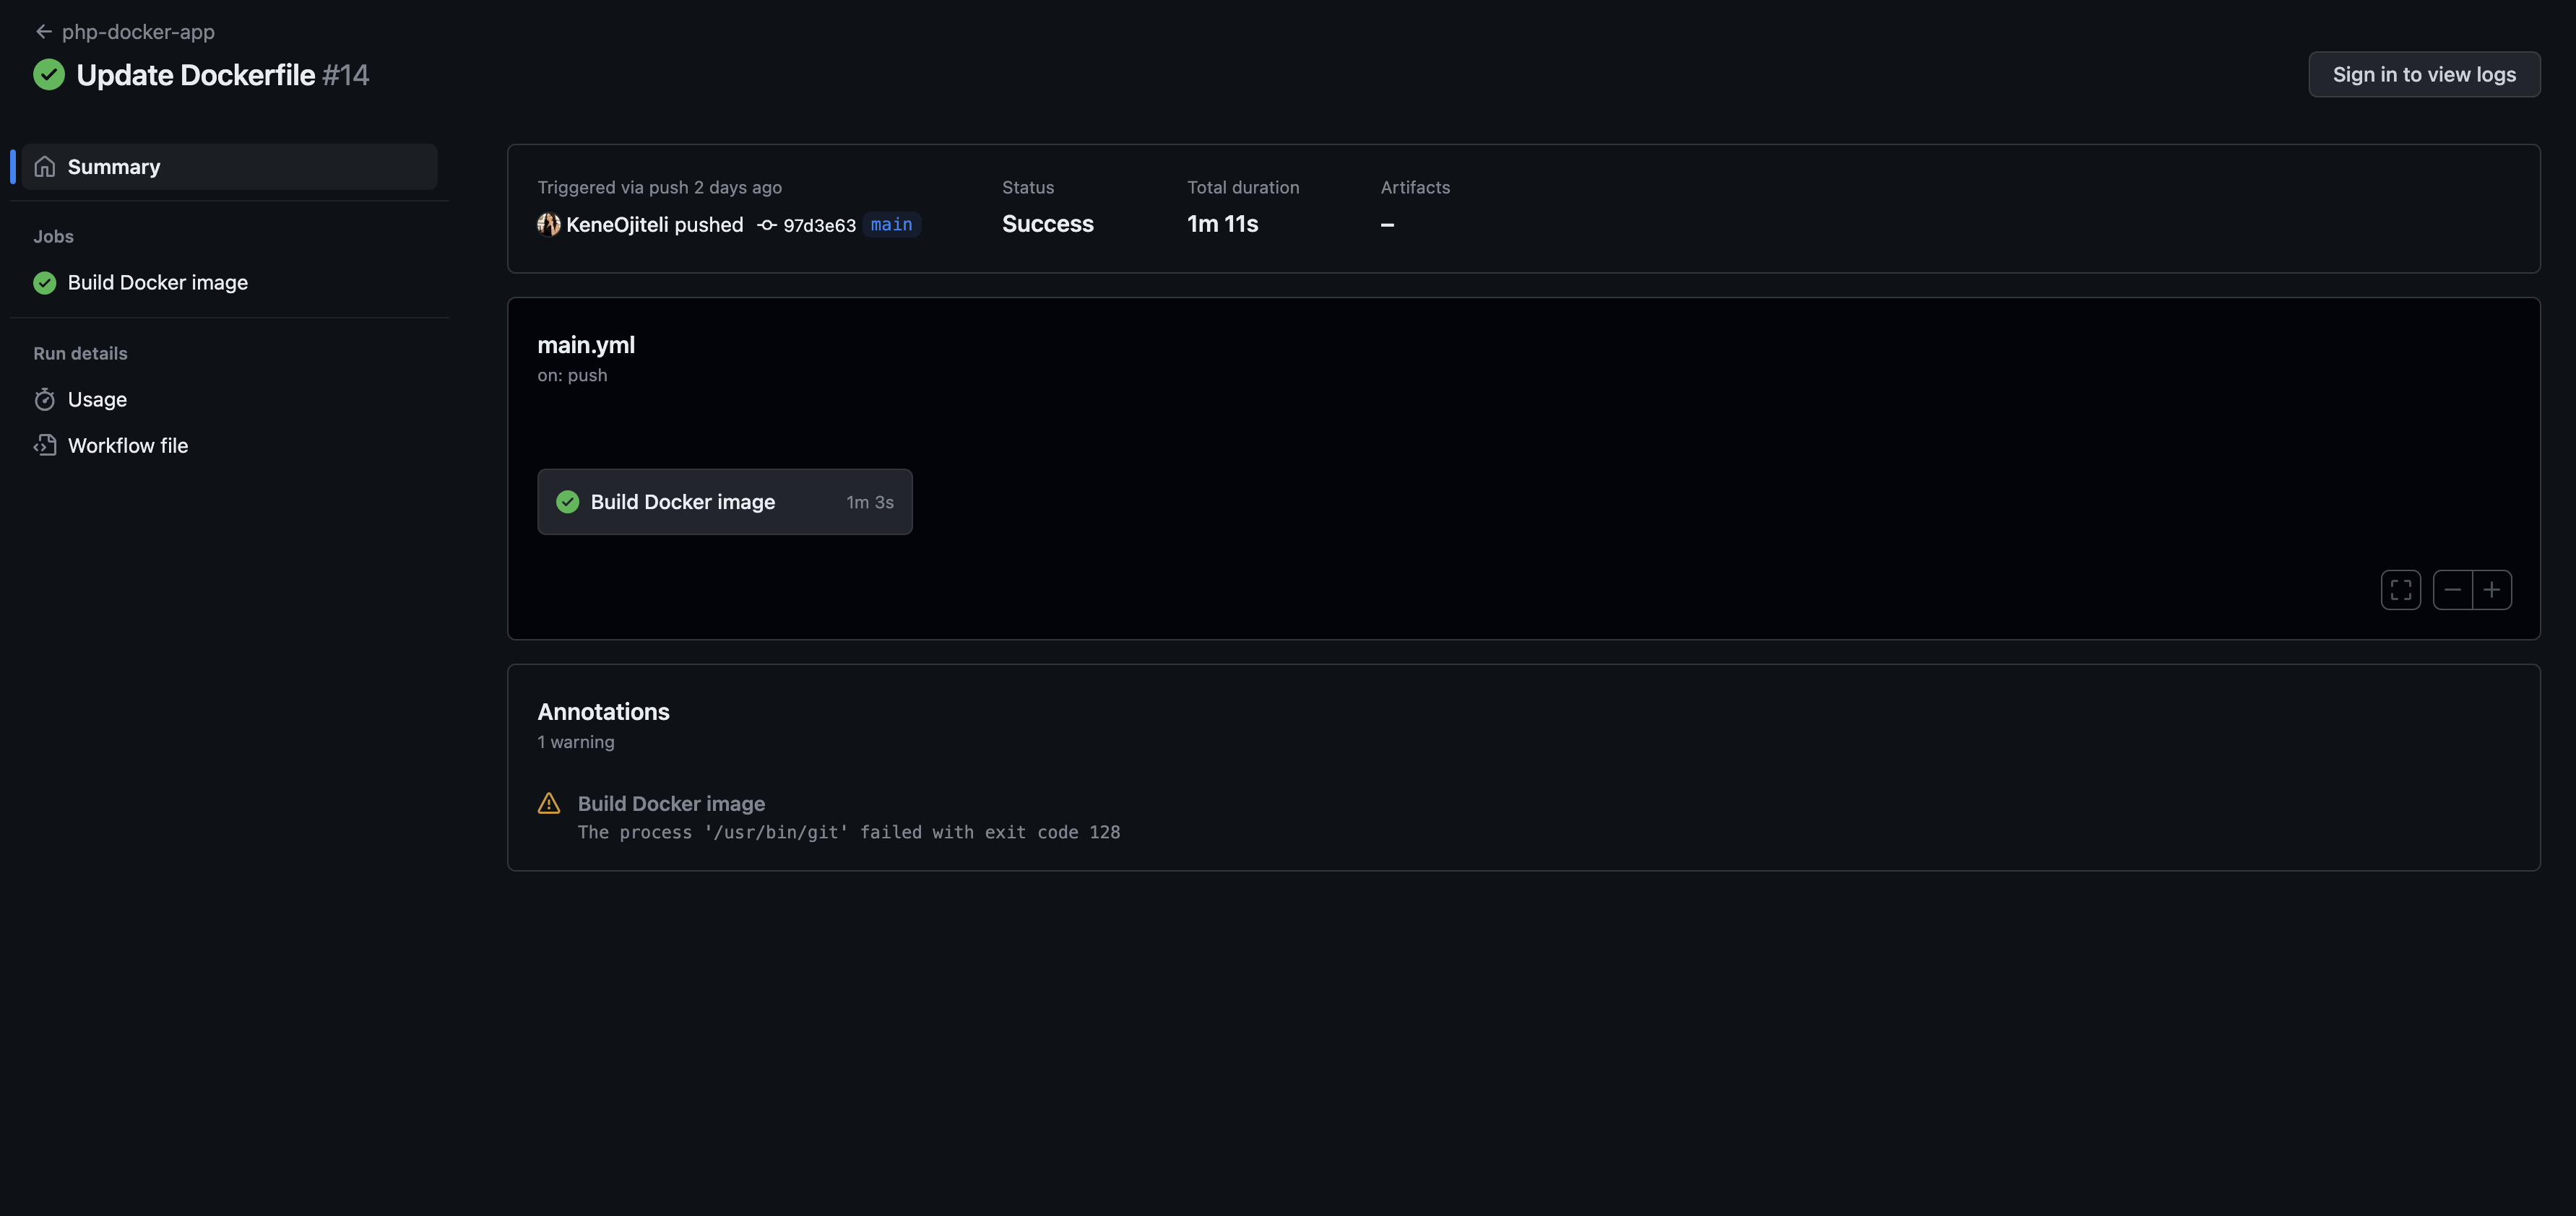 php-docker-app
Update Dockerfile #14
Sign in to view logs
Summary
Jobs
Build Docker image
Run details
Usage
Workflow file
Triggered via push 2 days ago
KeneOjiteli pushed 97d3e63 main
Status
Success
Total duration
1m 11s
Artifacts
–
main.yml
on: push
Build Docker image 1m 3s
Annotations
1 warning
Build Docker image
The process '/usr/bin/git' failed with exit code 128